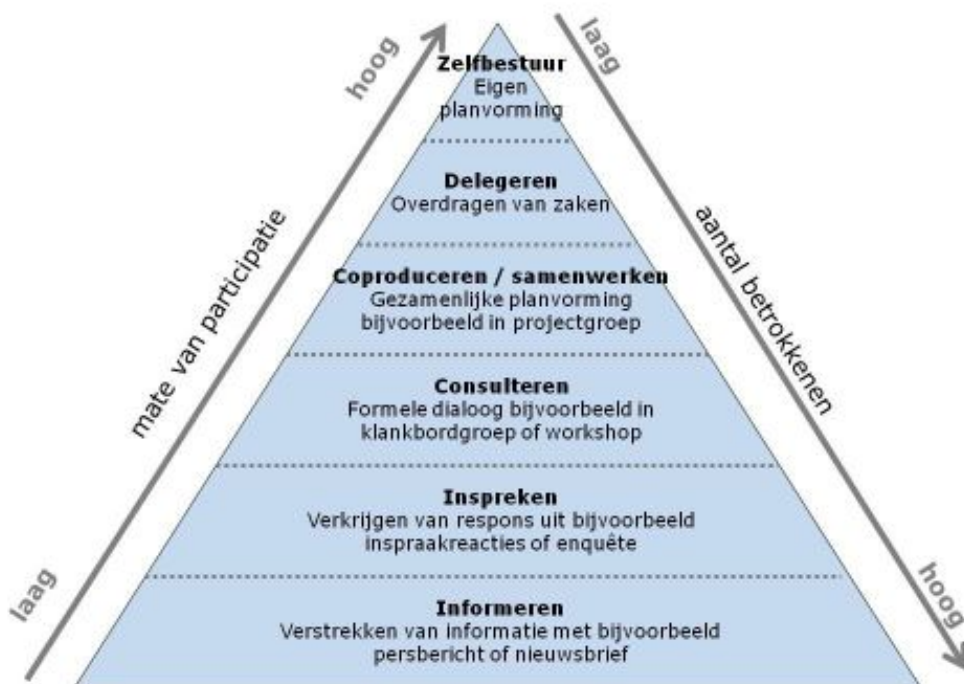 hoog
laag
Zelfbestuur
Eigen
planvorming
Delegeren
Overdragen van zaken
mate van participatie
aantal betrokkenen
Coproduceren / samenwerken
Gezamenlijke planvorming
bijvoorbeeld in projectgroep
Consulteren
Formele dialoog bijvoorbeeld in
klankbordgroep of workshop
Inspreken
Verkrijgen van respons uit bijvoorbeeld
inspraakreacties of enquête
laag
hoog
Informeren
Verstrekken van informatie met bijvoorbeeld
persbericht of nieuwsbrief